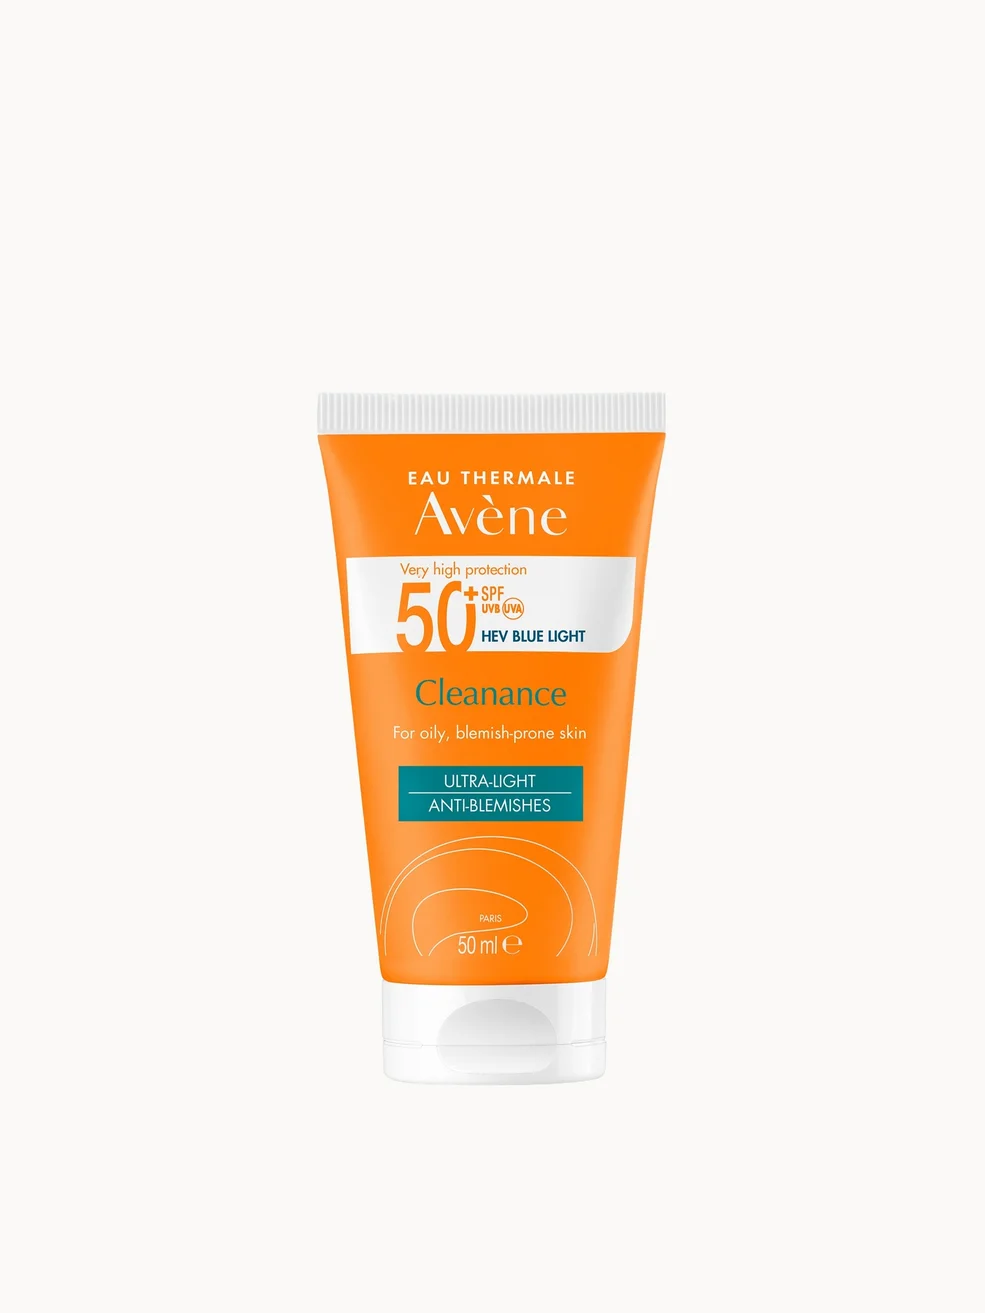 EAU THERMALE
Avène
Very high protection
50+ SPF
UVB UVA
HEV BLUE LIGHT
Cleanance
For oily, blemish-prone skin
ULTRA-LIGHT
ANTI-BLEMISHES
PARIS
50 ml e